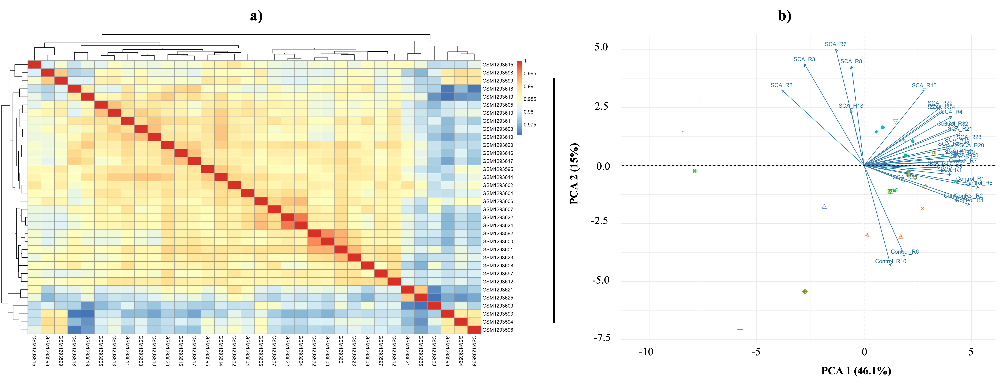 a)
b)
GSM1293615
GSM1293598
GSM1293599
GSM1293618
GSM1293619
GSM1293605
GSM1293613
GSM1293611
GSM1293603
GSM1293610
GSM1293620
GSM1293616
GSM1293617
GSM1293595
GSM1293614
GSM1293602
GSM1293604
GSM1293606
GSM1293607
GSM1293622
GSM1293624
GSM1293592
GSM1293600
GSM1293601
GSM1293623
GSM1293608
GSM1293597
GSM1293612
GSM1293621
GSM1293625
GSM1293609
GSM1293593
GSM1293594
GSM1293596
1
0.995
0.99
0.985
0.98
0.975
GSM1293615
GSM1293598
GSM1293599
GSM1293618
GSM1293619
GSM1293605
GSM1293613
GSM1293611
GSM1293603
GSM1293610
GSM1293620
GSM1293616
GSM1293617
GSM1293595
GSM1293614
GSM1293602
GSM1293604
GSM1293606
GSM1293607
GSM1293622
GSM1293624
GSM1293592
GSM1293600
GSM1293601
GSM1293623
GSM1293608
GSM1293597
GSM1293612
GSM1293621
GSM1293625
GSM1293609
GSM1293593
GSM1293594
GSM1293596
PCA 2 (15%)
5.0
2.5
0.0
-2.5
-5.0
-7.5
SCA_R7
SCA_R3
SCA_R8
SCA_R2
SCA_R15
SCA_R18
SCA_R22
SCA_R4
SCA_R21
SCA_R23
SCA_R16
SCA_R6
SCA_R20
Control_R9
Control_R7
SCA_R11
SCA_R9
SCA_R1
SCA_R24
Control_R1
Control_R5
Control_R3
Control_R2
Control_R4
Control_R6
Control_R10
-10
-5
0
5
PCA 1 (46.1%)